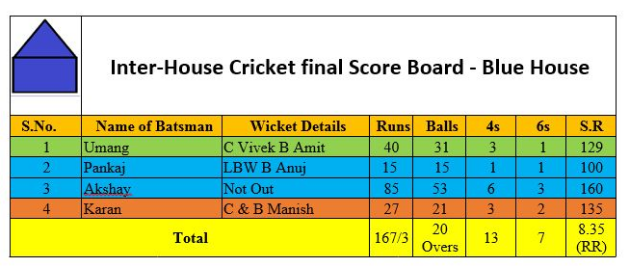 Inter-House Cricket final Score Board - Blue House
S.No. Name of Batsman Wicket Details Runs Balls 4s 6s S.R
1 Umang C Vivek B Amit 40 31 3 1 129
2 Pankaj LBW B Anuj 15 15 1 1 100
3 Akshay Not Out 85 53 6 3 160
4 Karan C & B Manish 27 21 3 2 135
Total 167/3 20 Overs 13 7 8.35 (RR)